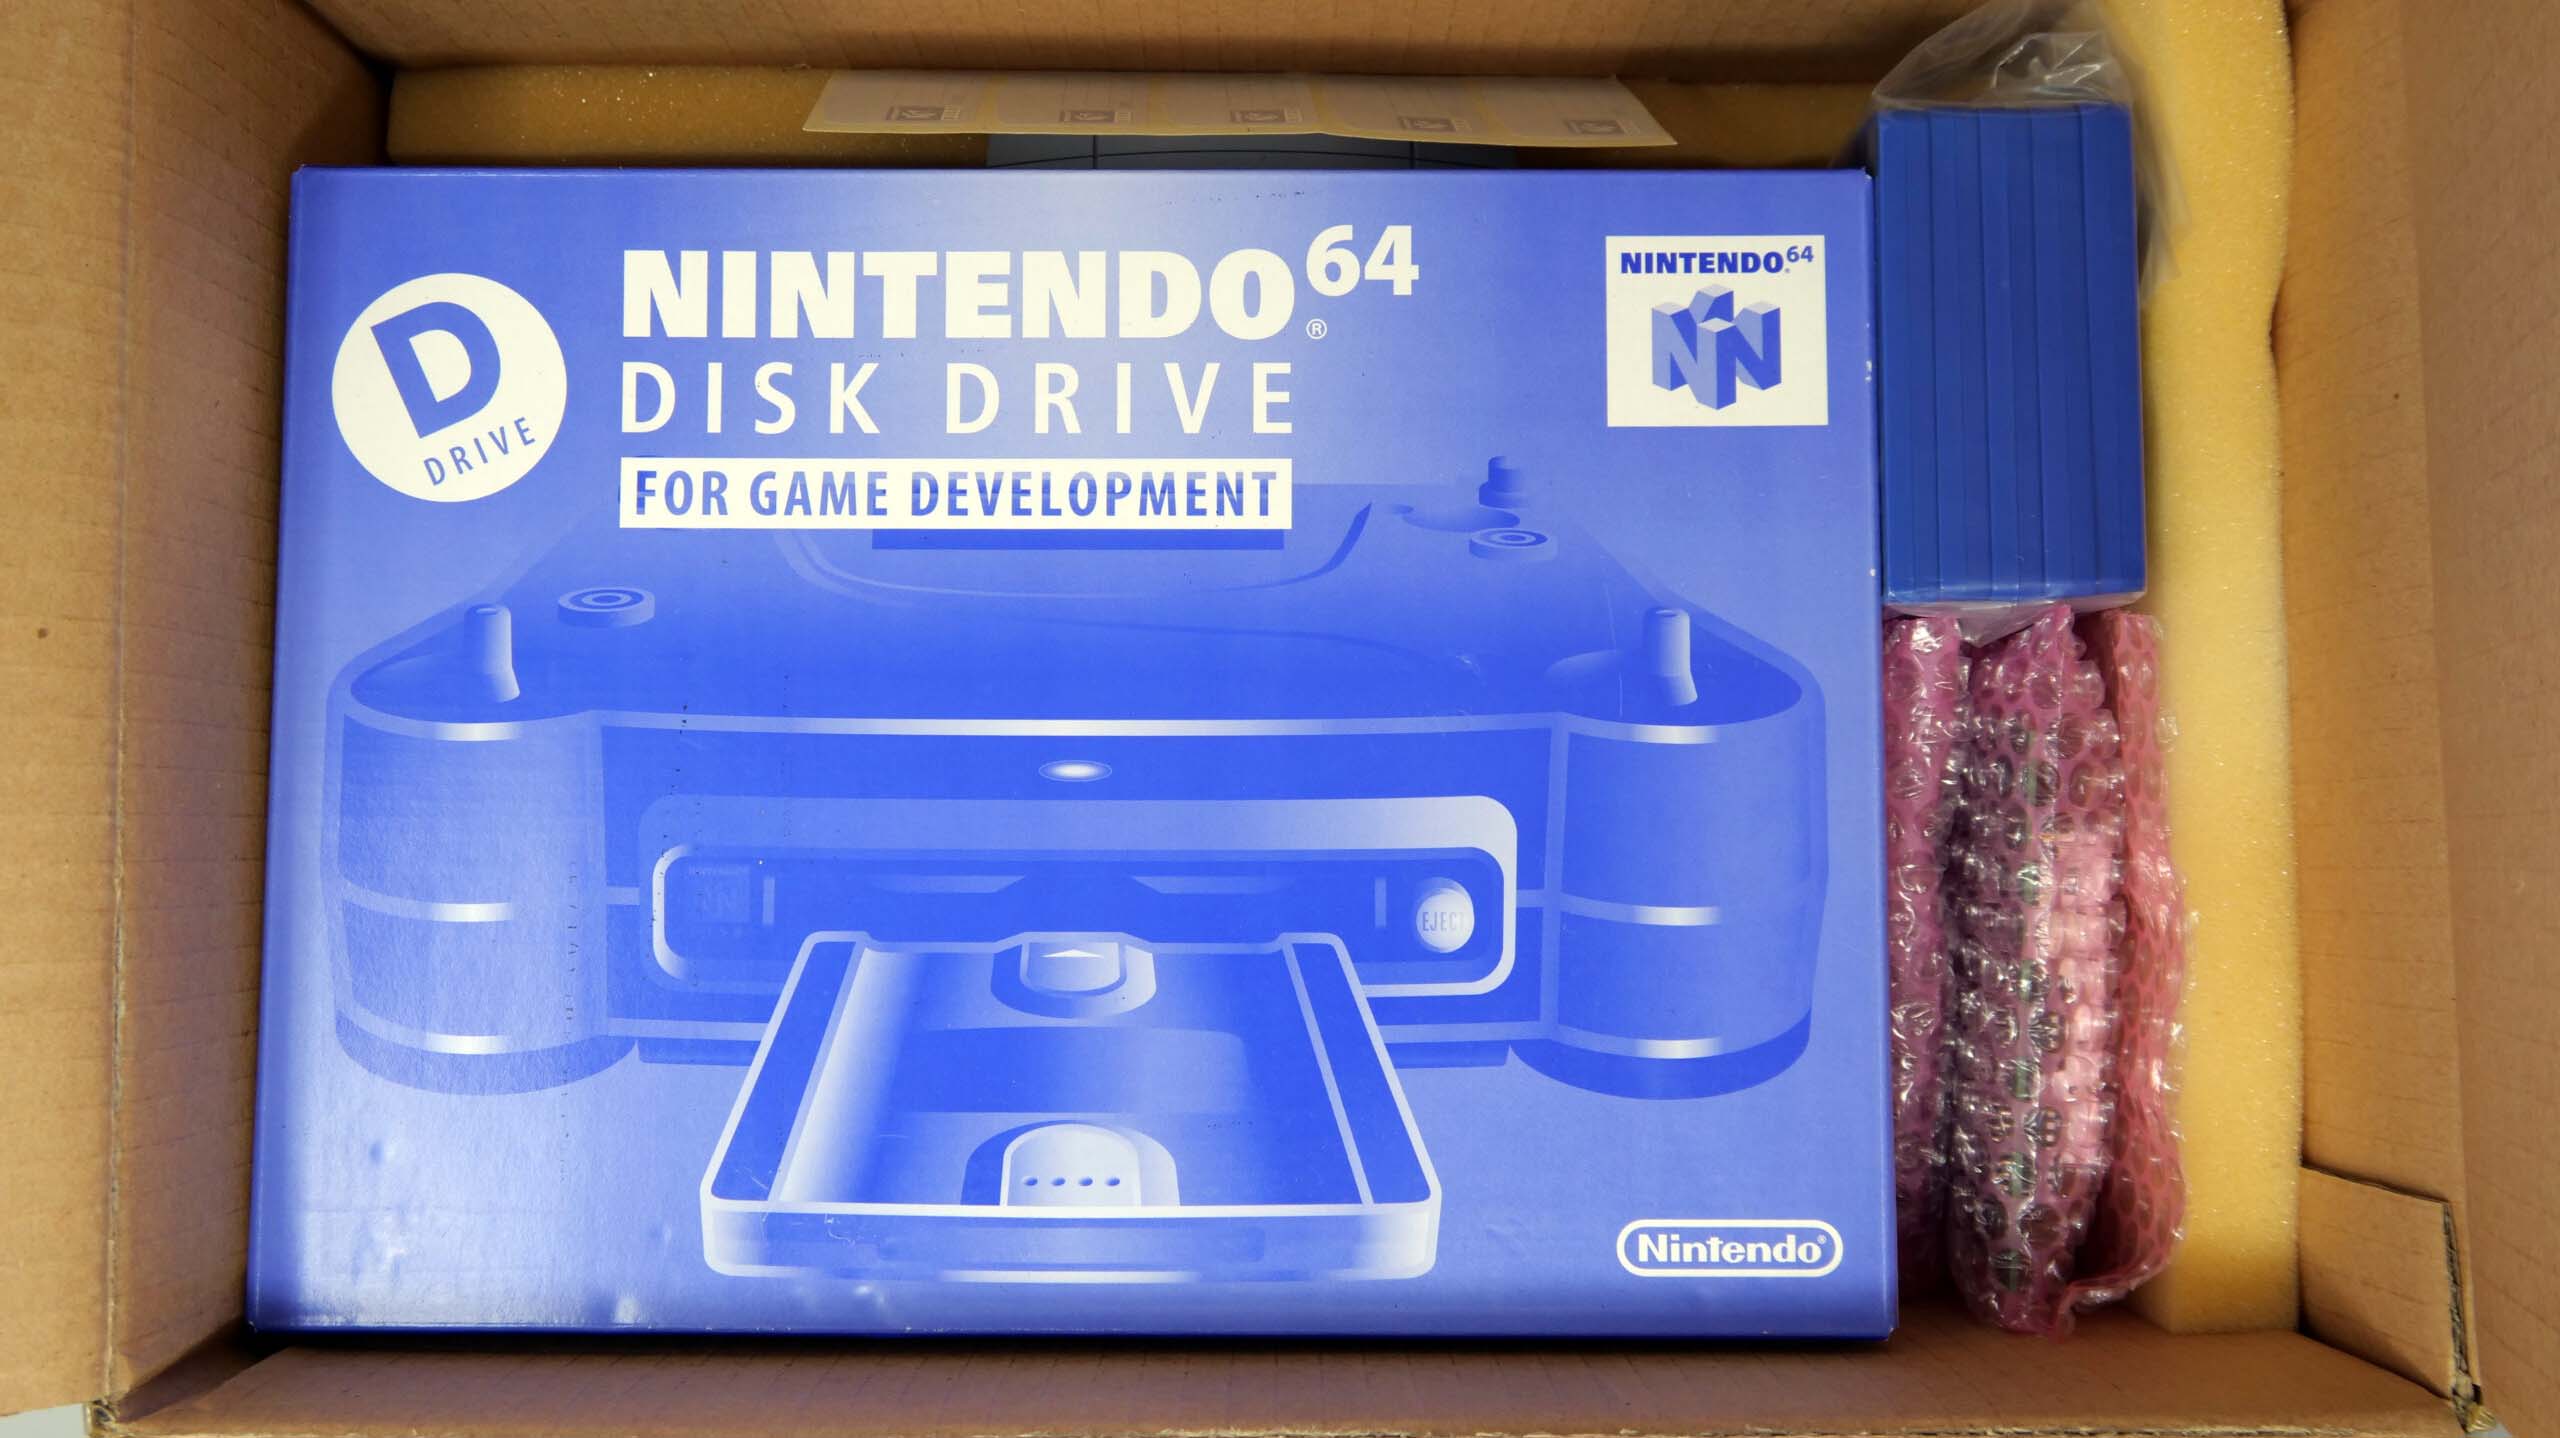 D
DRIVE
NINTENDO64®
DISK DRIVE
FOR GAME DEVELOPMENT
NINTENDO64
EJECT
Nintendo®